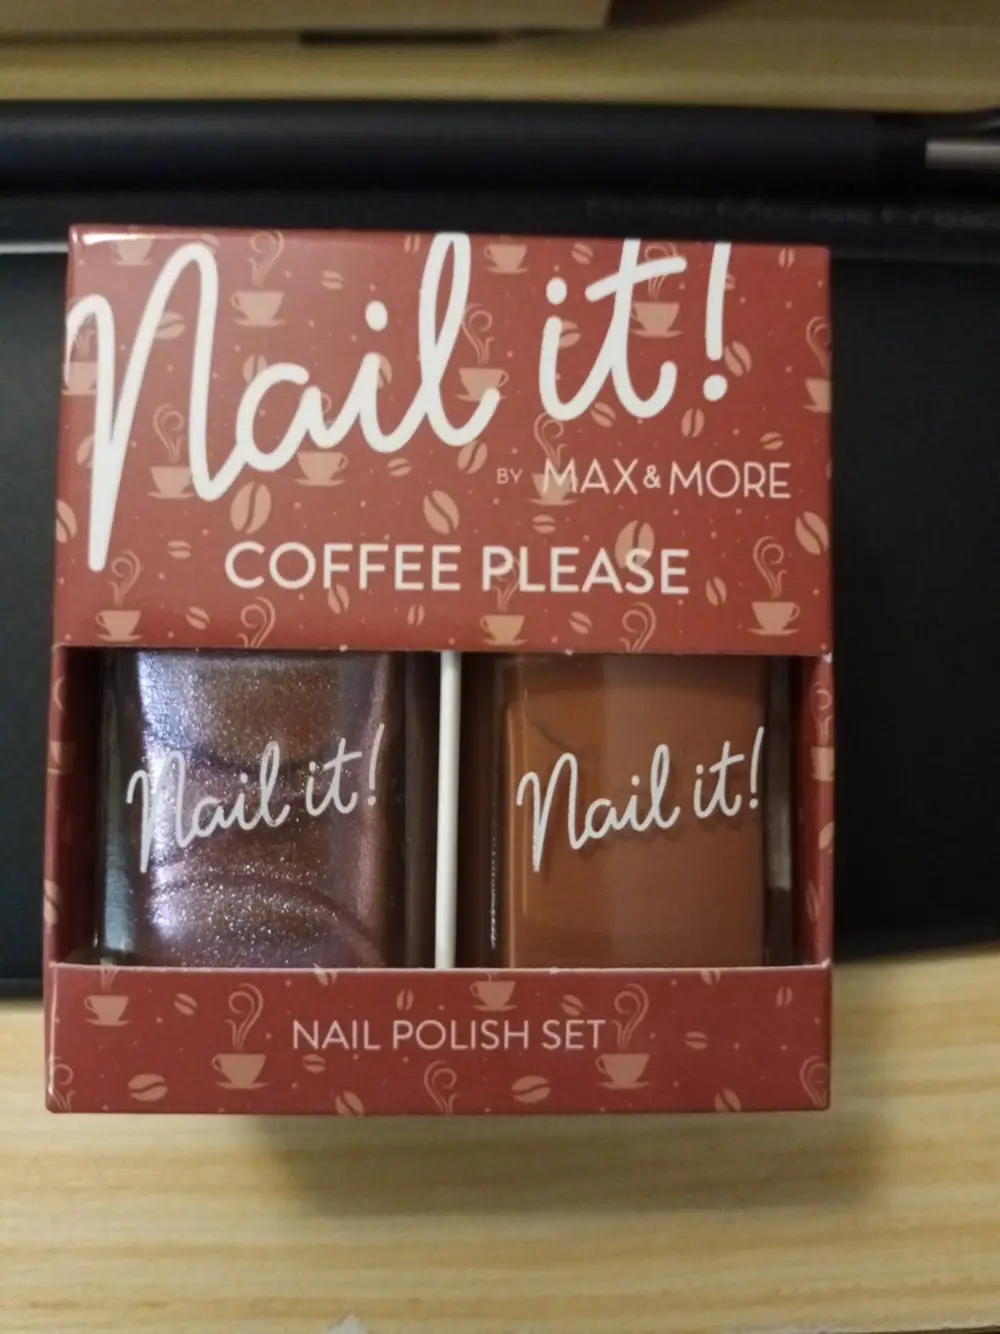 Nail it!
BY MAX & MORE
COFFEE PLEASE
Nail it!
Nail it!
NAIL POLISH SET